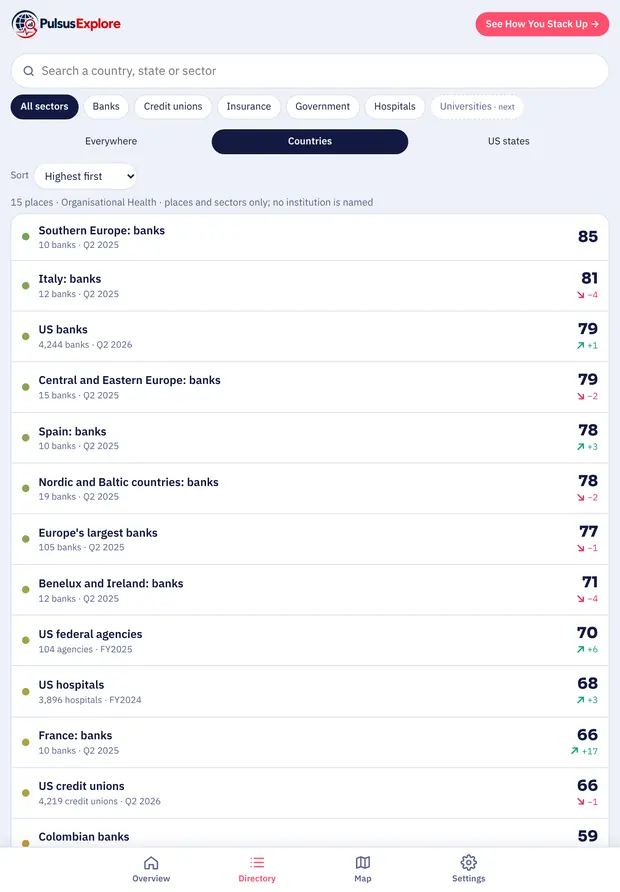 PulsusExplore
See How You Stack Up →
Search a country, state or sector
All sectors
Banks
Credit unions
Insurance
Government
Hospitals
Universities · next
Everywhere
Countries
US states
Sort
Highest first
15 places · Organisational Health · places and sectors only; no institution is named
Southern Europe: banks
10 banks · Q2 2025
85
Italy: banks
12 banks · Q2 2025
81
↘ −4
US banks
4,244 banks · Q2 2026
79
↗ +1
Central and Eastern Europe: banks
15 banks · Q2 2025
79
↘ −2
Spain: banks
10 banks · Q2 2025
78
↗ +3
Nordic and Baltic countries: banks
19 banks · Q2 2025
78
↘ −2
Europe's largest banks
105 banks · Q2 2025
77
↘ −1
Benelux and Ireland: banks
12 banks · Q2 2025
71
↘ −4
US federal agencies
104 agencies · FY2025
70
↗ +6
US hospitals
3,896 hospitals · FY2024
68
↗ +3
France: banks
10 banks · Q2 2025
66
↗ +17
US credit unions
4,219 credit unions · Q2 2026
66
↘ −1
Colombian banks
59
Overview
Directory
Map
Settings